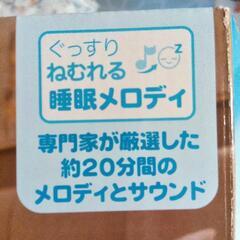 ぐっすり
ねむれる
睡眠メロディ
専門家が厳選した
約20分間の
メロディとサウンド